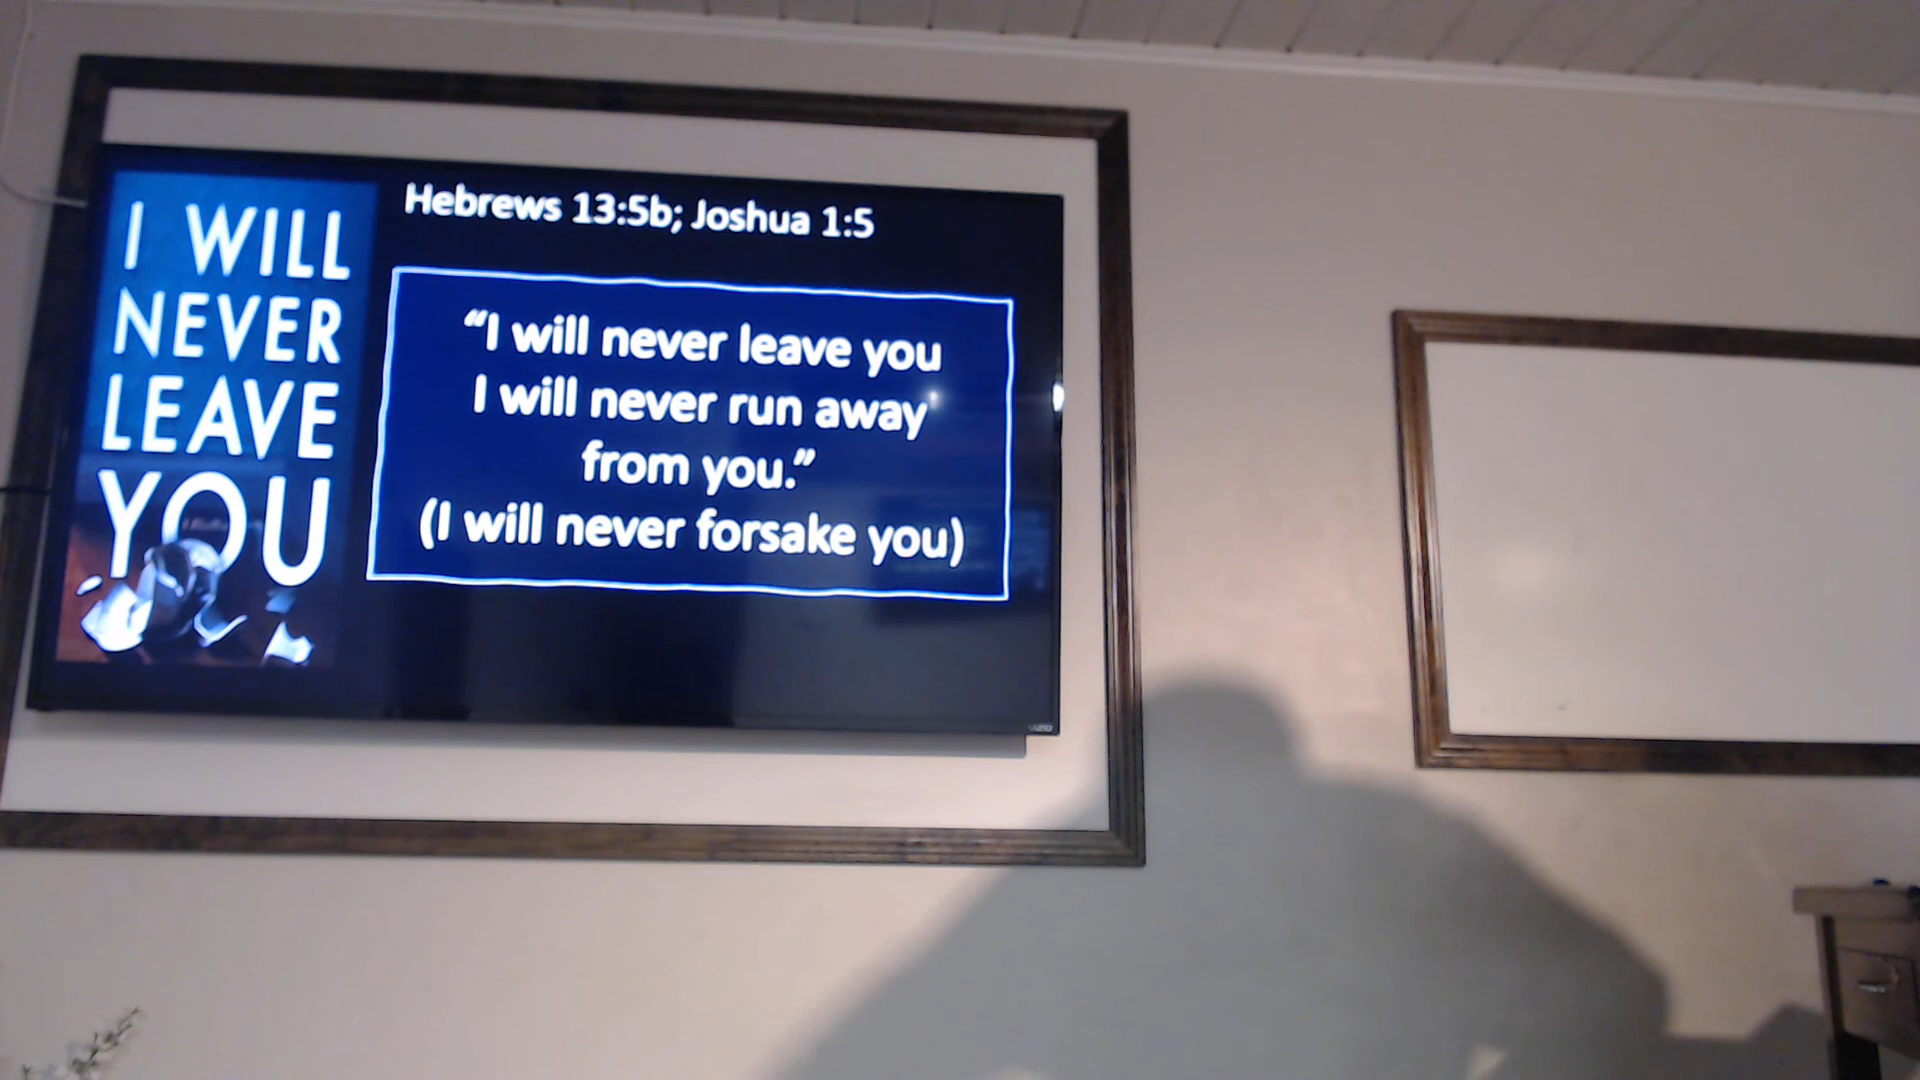 I WILL
NEVER
LEAVE
YOU
Hebrews 13:5b; Joshua 1:5
“I will never leave you
I will never run away
from you.”
(I will never forsake you)